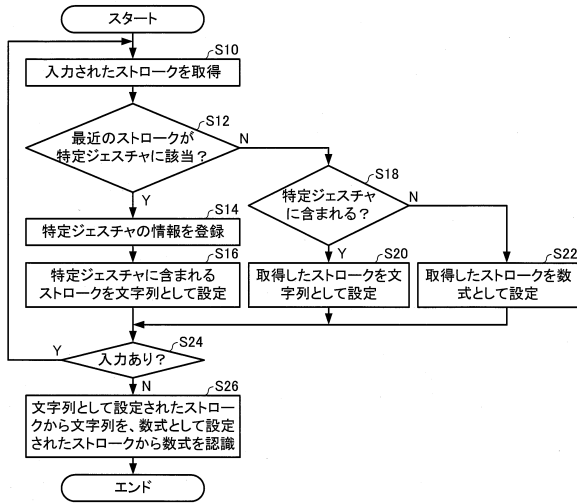 スタート
S10
入力されたストロークを取得
S12
最近のストロークが
特定ジェスチャに該当?
N
Y
S18
特定ジェスチャ
に含まれる?
N
Y
S14
特定ジェスチャの情報を登録
S16
特定ジェスチャに含まれる
ストロークを文字列として設定
S20
取得したストロークを文
字列として設定
S22
取得したストロークを数
式として設定
S24
入力あり?
Y
N
S26
文字列として設定されたストロー
クから文字列を、数式として設定
されたストロークから数式を認識
エンド